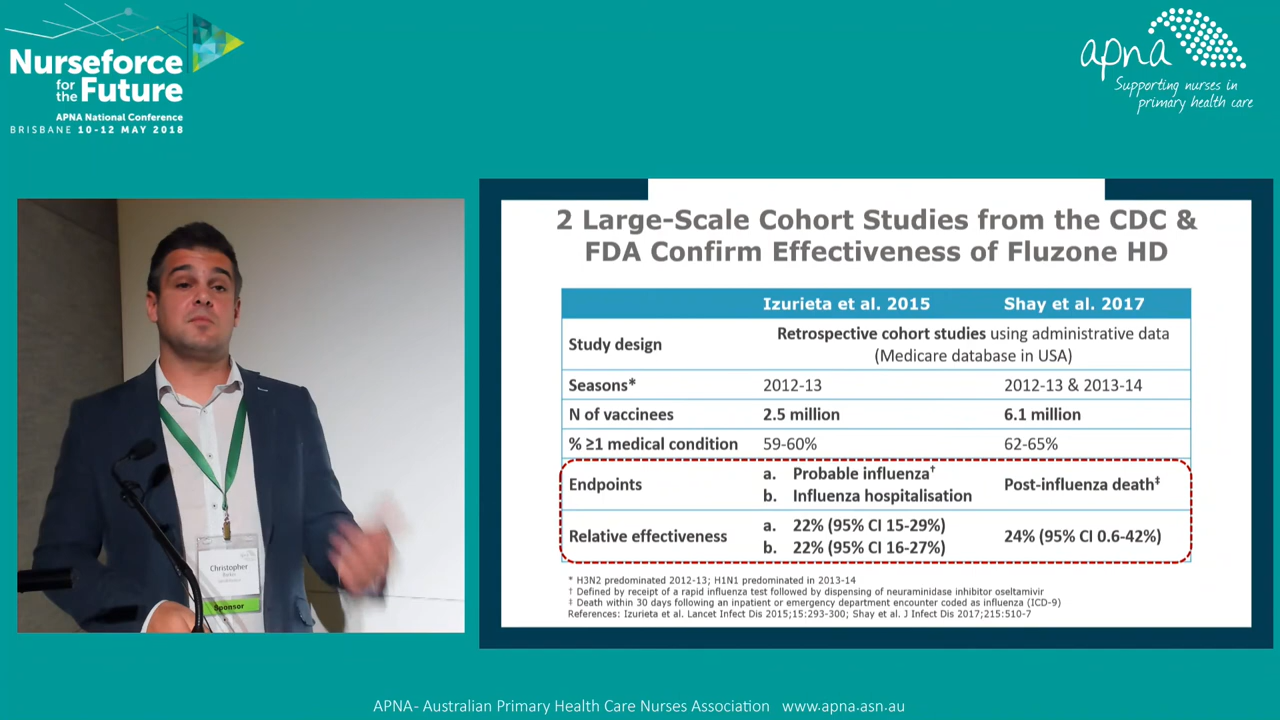 Nurseforce
for the Future
APNA National Conference
BRISBANE 10-12 MAY 2018
apna
Supporting nurses in
primary health care
2 Large-Scale Cohort Studies from the CDC &
FDA Confirm Effectiveness of Fluzone HD
Izurieta et al. 2015 Shay et al. 2017
Study design Retrospective cohort studies using administrative data
(Medicare database in USA)
Seasons* 2012-13 2012-13 & 2013-14
N of vaccinees 2.5 million 6.1 million
% ≥1 medical condition 59-60% 62-65%
Endpoints a. Probable influenza† Post-influenza death‡
b. Influenza hospitalisation
Relative effectiveness a. 22% (95% CI 15-29%) 24% (95% CI 0.6-42%)
b. 22% (95% CI 16-27%)
* H3N2 predominated 2012-13; H1N1 predominated in 2013-14
† Defined by receipt of a rapid influenza test followed by dispensing of neuraminidase inhibitor oseltamivir
‡ Death within 30 days following an inpatient or emergency department encounter coded as influenza (ICD-9)
References: Izurieta et al. Lancet Infect Dis 2015;15:293-300; Shay et al. J Infect Dis 2017;215:510-7
Christopher
Sponsor
APNA- Australian Primary Health Care Nurses Association www.apna.asn.au